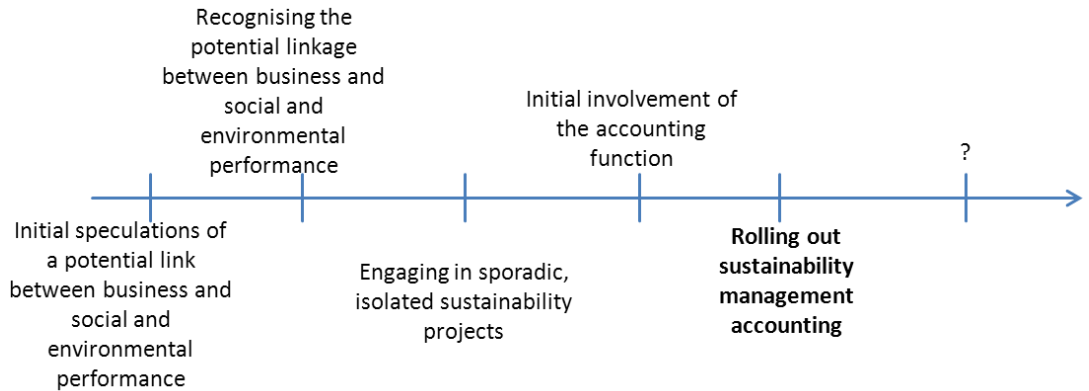 Recognising the
potential linkage
between business and
social and
environmental
performance
Initial involvement of
the accounting
function
?
Initial speculations of
a potential link
between business and
social and
environmental
performance
Engaging in sporadic,
isolated sustainability
projects
Rolling out
sustainability
management
accounting